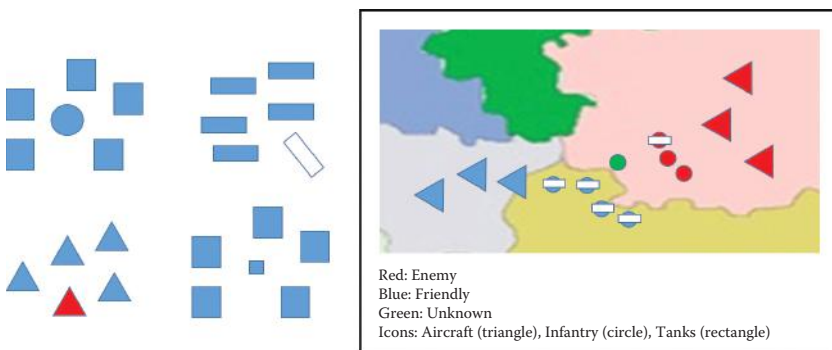 Red: Enemy
Blue: Friendly
Green: Unknown
Icons: Aircraft (triangle), Infantry (circle), Tanks (rectangle)